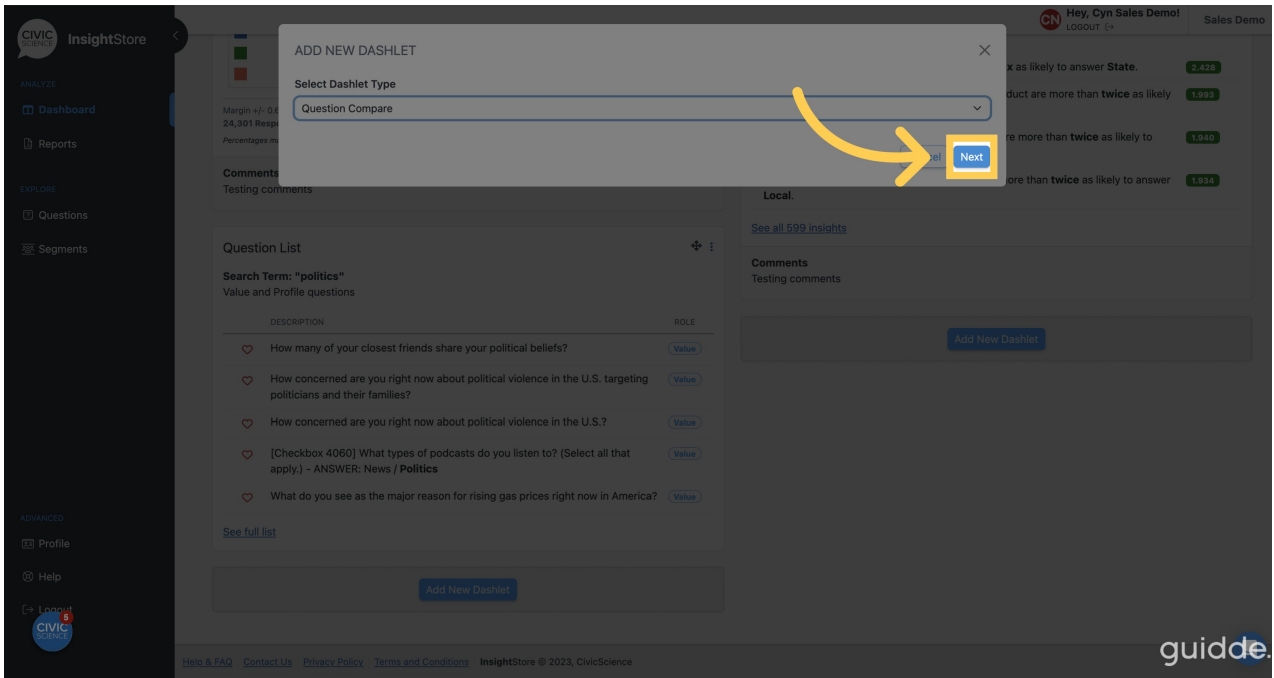 CIVIC
SCIENCE
InsightStore
Hey, Cyn Sales Demo!
CN
LOGOUT
Sales Demo
ANALYZE
Dashboard
Reports
EXPLORE
Questions
Segments
ADVANCED
Profile
Help
Logout
5
CIVIC
SCIENCE
ADD NEW DASHLET
Select Dashlet Type
Question Compare
Next
Margin +/- 0.6
24,301 Resp
Percentages
Comments
Testing comments
x as likely to answer State.
2.428
duct are more than twice as likely
1.993
re more than twice as likely to
1.940
ore than twice as likely to answer
1.934
Local.
See all 599 insights
Comments
Testing comments
Add New Dashlet
Question List
Search Term: "politics"
Value and Profile questions
DESCRIPTION ROLE
How many of your closest friends share your political beliefs? Value
How concerned are you right now about political violence in the U.S. targeting Value
politicians and their families?
How concerned are you right now about political violence in the U.S.? Value
[Checkbox 4060] What types of podcasts do you listen to? (Select all that Value
apply.) – ANSWER: News / Politics
What do you see as the major reason for rising gas prices right now in America? Value
See full list
Add New Dashlet
Help & FAQ Contact Us Privacy Policy Terms and Conditions InsightStore © 2023, CivicScience
guidde.